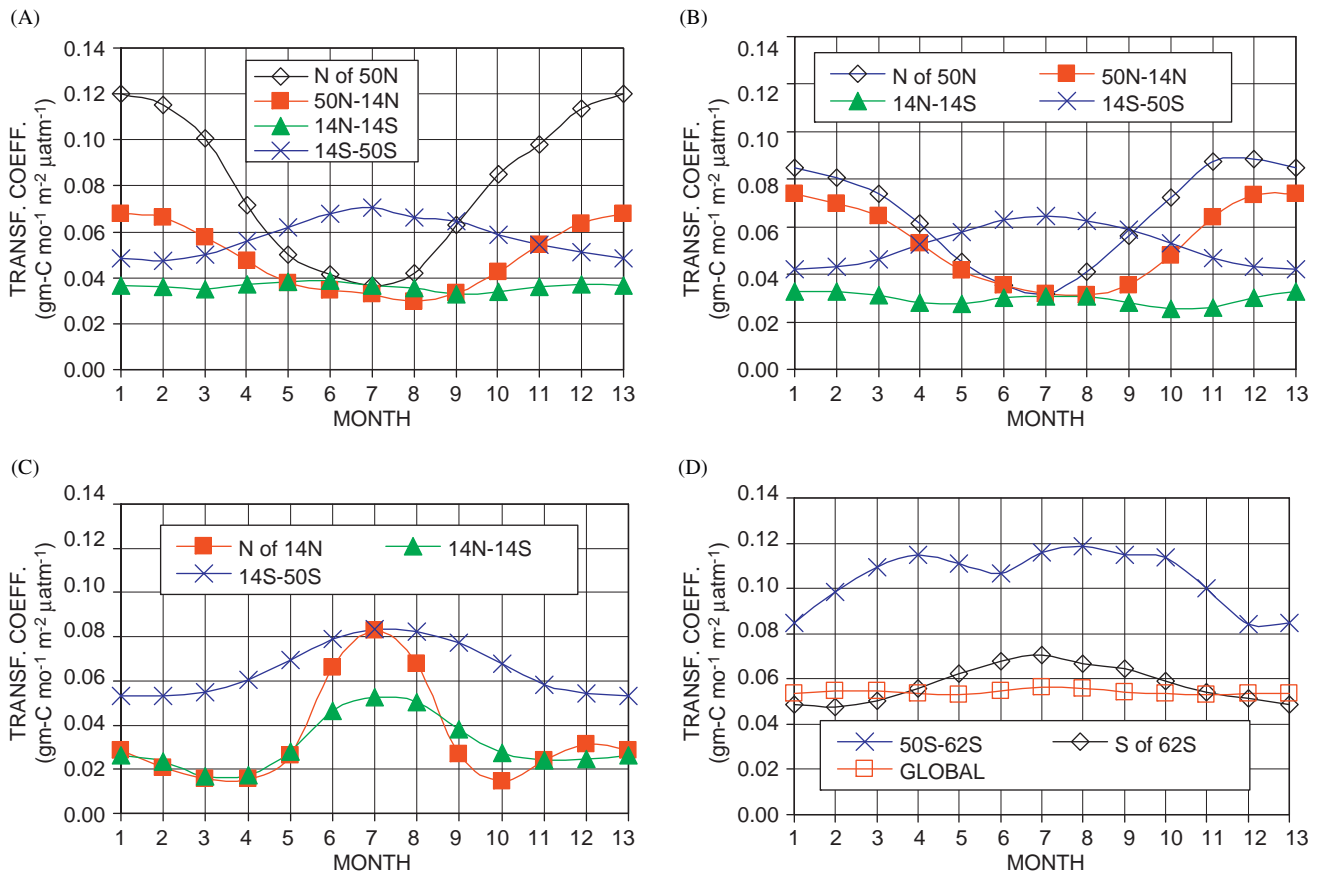 (A)
TRANSF. COEFF.
(gm-C mo⁻¹ m⁻² µatm⁻¹)
0.14
0.12
0.10
0.08
0.06
0.04
0.02
0.00
N of 50N
50N-14N
14N-14S
14S-50S
1 2 3 4 5 6 7 8 9 10 11 12 13
MONTH
(B)
TRANSF. COEFF.
(gm-C mo⁻¹ m⁻² µatm⁻¹)
0.14
0.12
0.10
0.08
0.06
0.04
0.02
0.00
N of 50N 50N-14N
14N-14S 14S-50S
1 2 3 4 5 6 7 8 9 10 11 12 13
MONTH
(C)
TRANSF. COEFF.
(gm-C mo⁻¹ m⁻² µatm⁻¹)
0.14
0.12
0.10
0.08
0.06
0.04
0.02
0.00
N of 14N 14N-14S
14S-50S
1 2 3 4 5 6 7 8 9 10 11 12 13
MONTH
(D)
TRANSF. COEFF.
(gm-C mo⁻¹ m⁻² µatm⁻¹)
0.14
0.12
0.10
0.08
0.06
0.04
0.02
0.00
50S-62S S of 62S
GLOBAL
1 2 3 4 5 6 7 8 9 10 11 12 13
MONTH